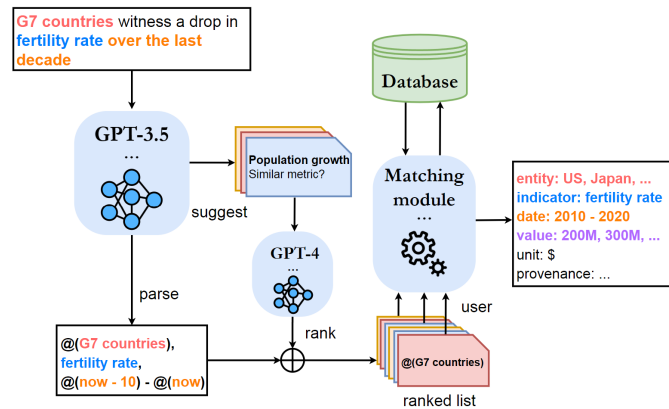 G7 countries witness a drop in
fertility rate over the last
decade
GPT-3.5
...
suggest
parse
Population growth
Similar metric?
GPT-4
...
rank
@(G7 countries),
fertility rate,
@(now - 10) - @(now)
Database
Matching
module
...
user
@(G7 countries)
ranked list
entity: US, Japan, ...
indicator: fertility rate
date: 2010 - 2020
value: 200M, 300M, ...
unit: $
provenance: ...